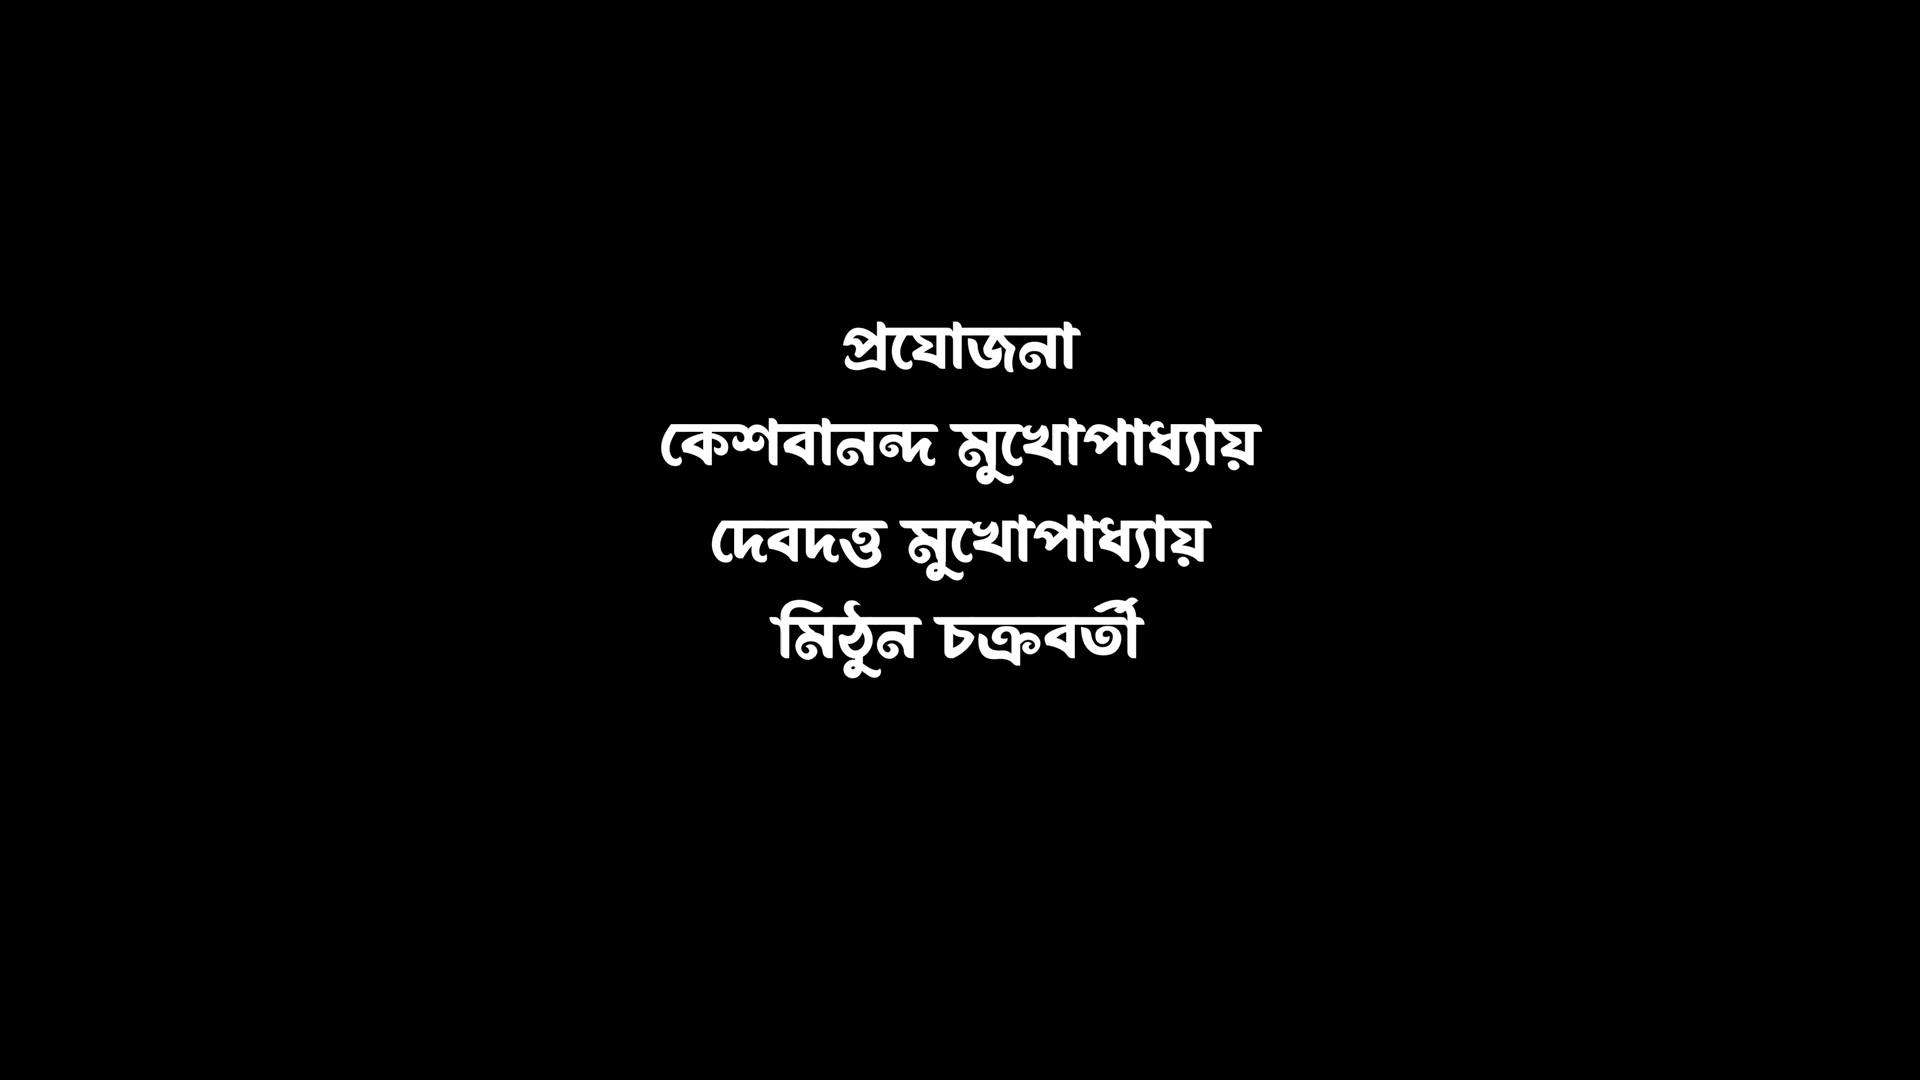 প্রযোজনা
কেশবানন্দ মুখোপাধ্যায়
দেবদত্ত মুখোপাধ্যায়
মিঠুন চক্রবর্তী